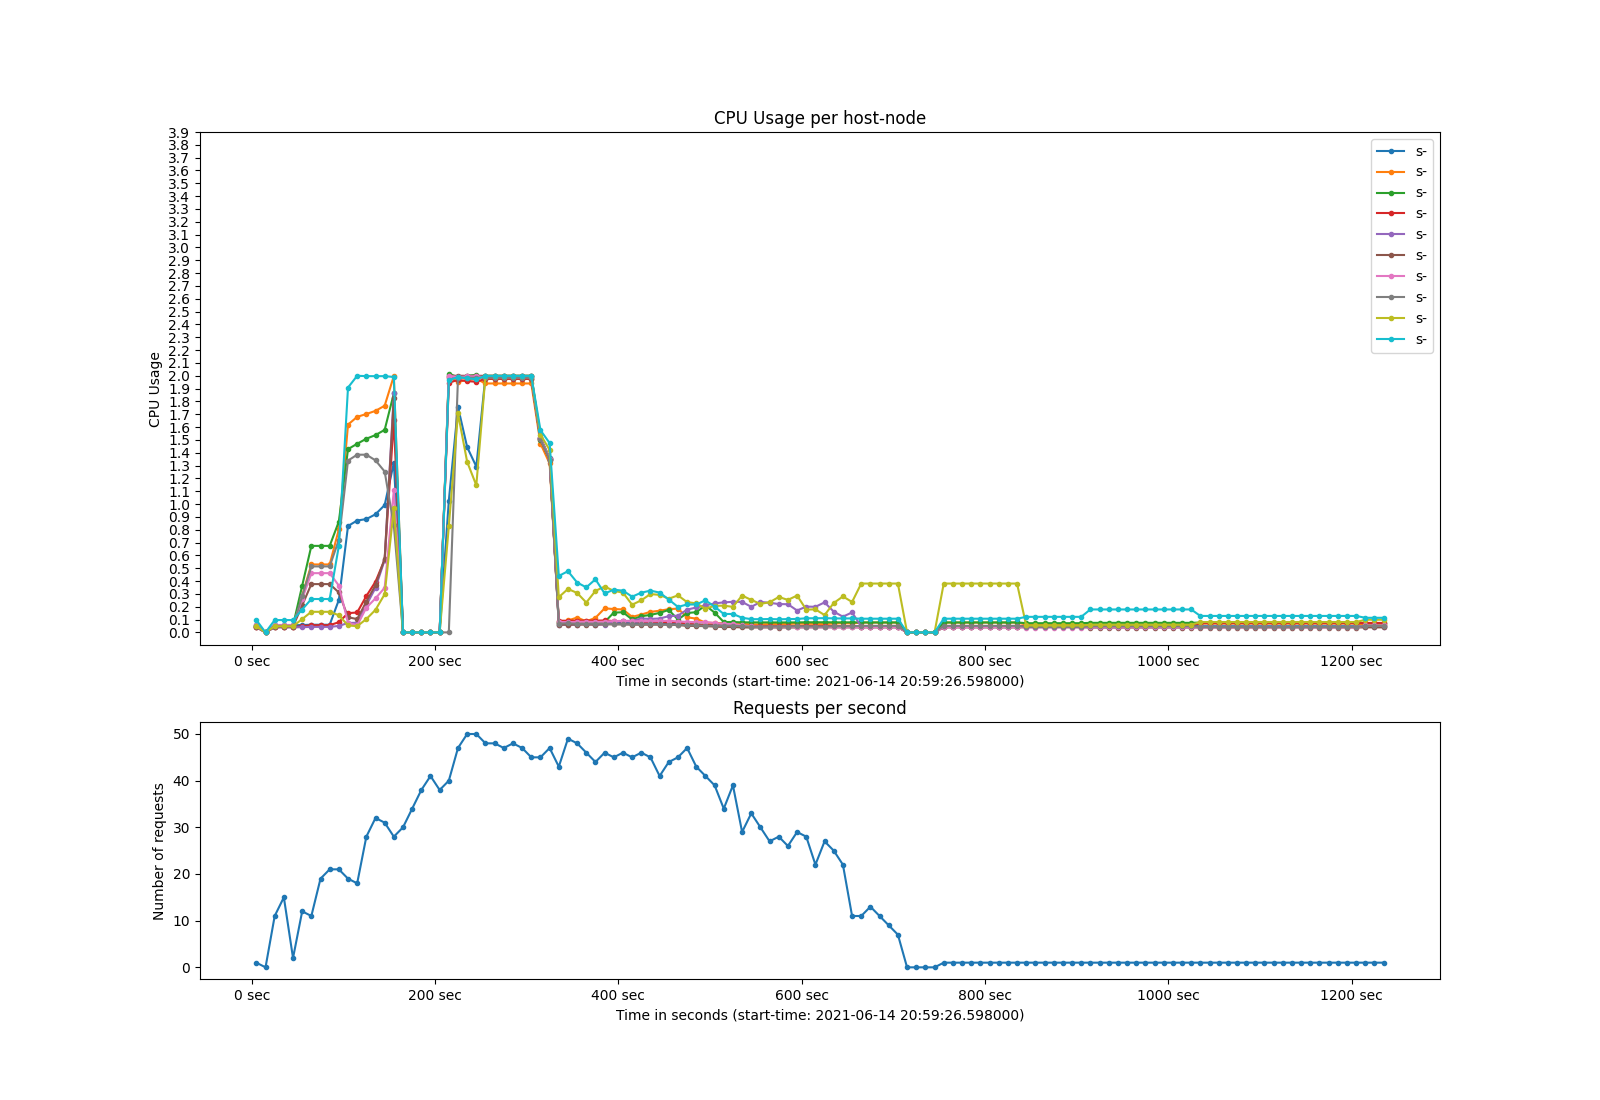 CPU Usage per host-node
3.9
3.8
3.7
3.6
3.5
3.4
3.3
3.2
3.1
3.0
2.9
2.8
2.7
2.6
2.5
2.4
2.3
2.2
2.1
2.0
1.9
1.8
1.7
1.6
1.5
1.4
1.3
1.2
1.1
1.0
0.9
0.8
0.7
0.6
0.5
0.4
0.3
0.2
0.1
0.0
CPU Usage
s-
s-
s-
s-
s-
s-
s-
s-
s-
s-
0 sec 200 sec 400 sec 600 sec 800 sec 1000 sec 1200 sec
Time in seconds (start-time: 2021-06-14 20:59:26.598000)
Requests per second
50
40
30
20
10
0
Number of requests
0 sec 200 sec 400 sec 600 sec 800 sec 1000 sec 1200 sec
Time in seconds (start-time: 2021-06-14 20:59:26.598000)